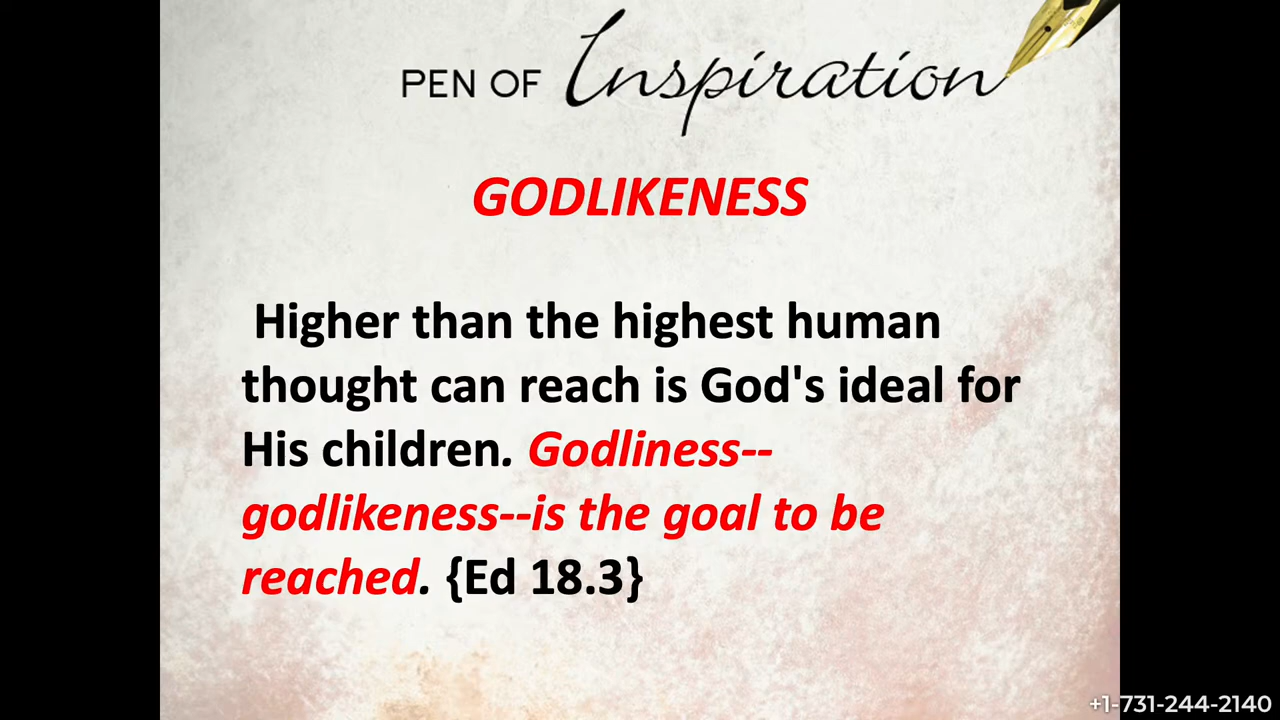 PEN OF Inspiration
GODLIKENESS
Higher than the highest human
thought can reach is God's ideal for
His children. Godliness--
godlikeness--is the goal to be
reached. {Ed 18.3}
+1-731-244-2140